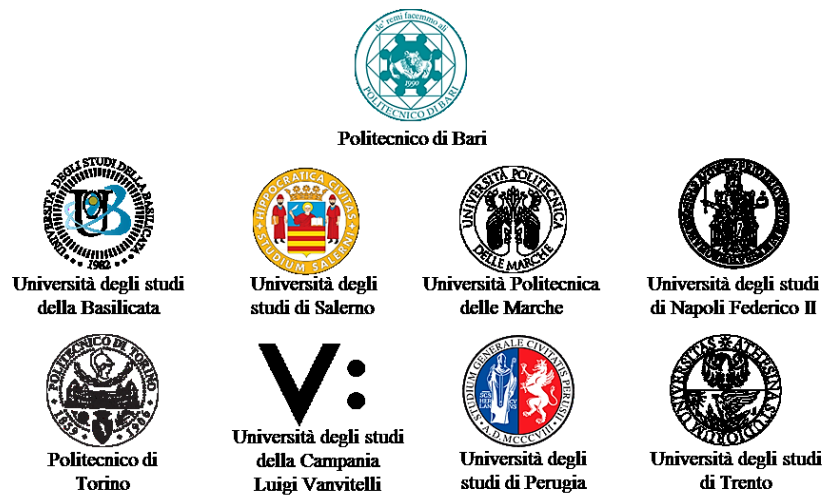 de' remi facemmo ali
1990
POLITECNICO DI BARI
Politecnico di Bari
UNIVERSITÀ DEGLI STUDI DELLA BASILICATA
1982
HIPPOCRATICA CIVITAS
STUDIUM SALERNI
UNIVERSITÀ POLITECNICA
DELLE MARCHE
Università degli studi
della Basilicata
Università degli
studi di Salerno
Università Politecnica
delle Marche
Università degli studi
di Napoli Federico II
POLITECNICO DI TORINO
1859 1906
V:
STUDIUM GENERALE CIVITATIS PERUSII
A.D. MCCCVIII
UNIVERSITAS ATHESINA STUDIORUM
Politecnico di
Torino
Università degli studi
della Campania
Luigi Vanvitelli
Università degli
studi di Perugia
Università degli studi
di Trento